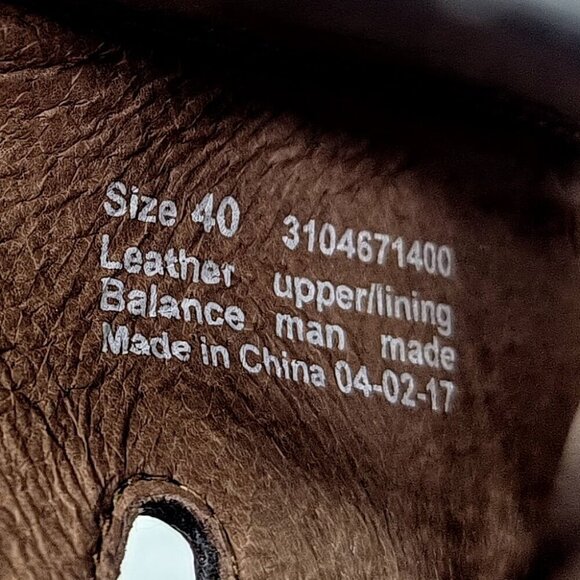 Size 40 3104671400
Leather upper/lining
Balance man made
Made in China 04-02-17